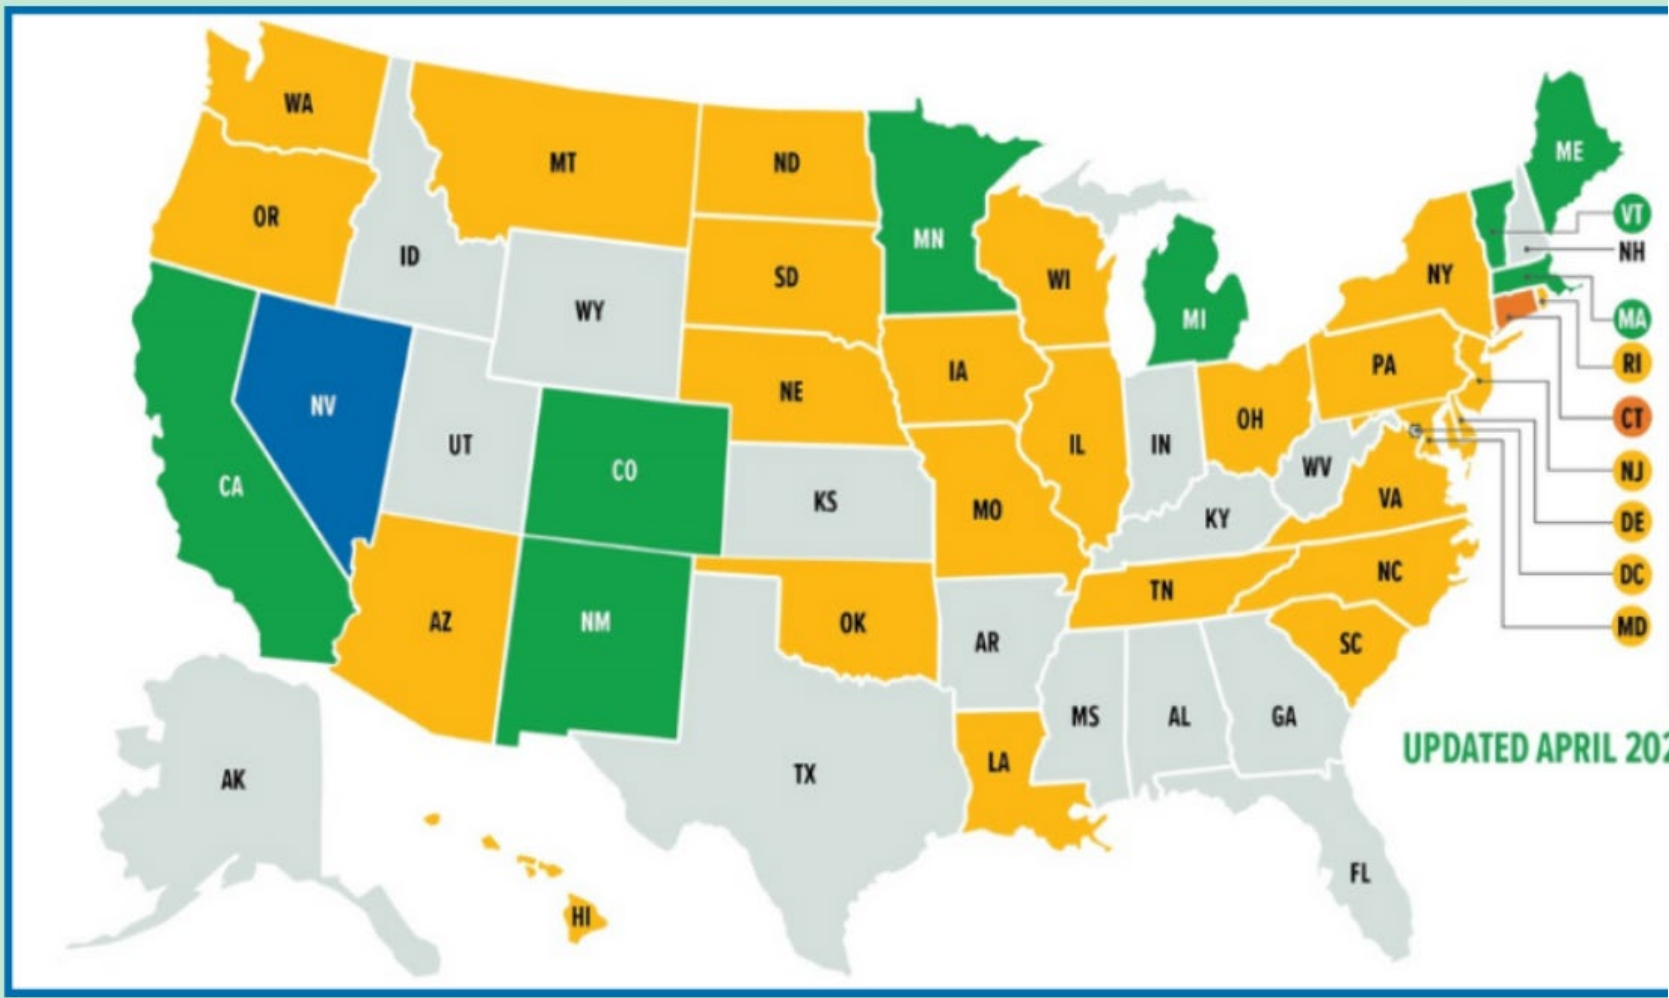 WA
MT
ND
ME
OR
MN
VT
ID
NH
SD
WI
NY
WY
MI
MA
RI
IA
PA
NE
NV
CT
OH
UT
IL
IN
CO
WV
NJ
CA
KS
VA
MO
KY
DE
NC
DC
TN
AZ
NM
OK
MD
AR
SC
MS
AL
GA
UPDATED APRIL 202
LA
TX
AK
FL
HI